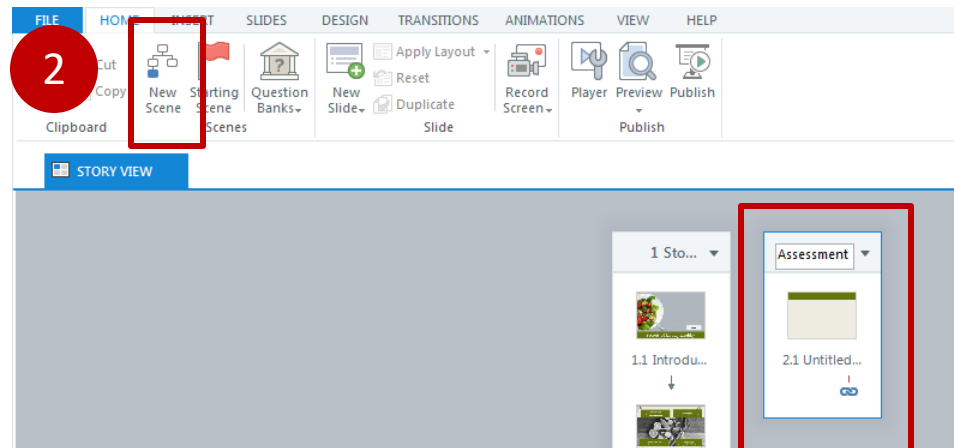 FILE HOME INSERT SLIDES DESIGN TRANSITIONS ANIMATIONS VIEW HELP
2
Cut
Copy
Clipboard
New
Scene
Starting
Scene
Question
Banks
Scenes
New
Slide
Apply Layout
Reset
Duplicate
Slide
Record
Screen
Player
Preview
Publish
Publish
STORY VIEW
1 Sto...
Assessment
1.1 Introdu...
2.1 Untitled...